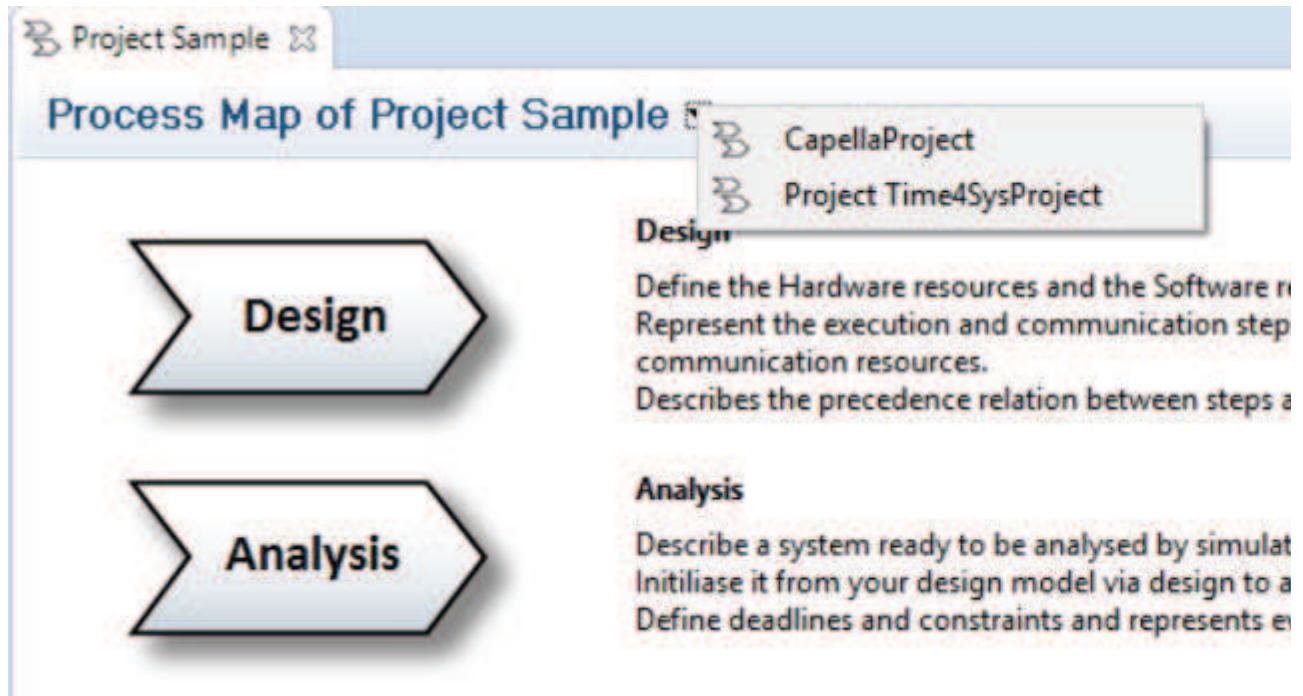 Project Sample
Process Map of Project Sample
CapellaProject
Project Time4SysProject
Design
Design
Define the Hardware resources and the Software
Represent the execution and communication step
communication resources.
Describes the precedence relation between steps
Analysis
Analysis
Describe a system ready to be analysed by simulat
Initiliase it from your design model via design to a
Define deadlines and constraints and represents